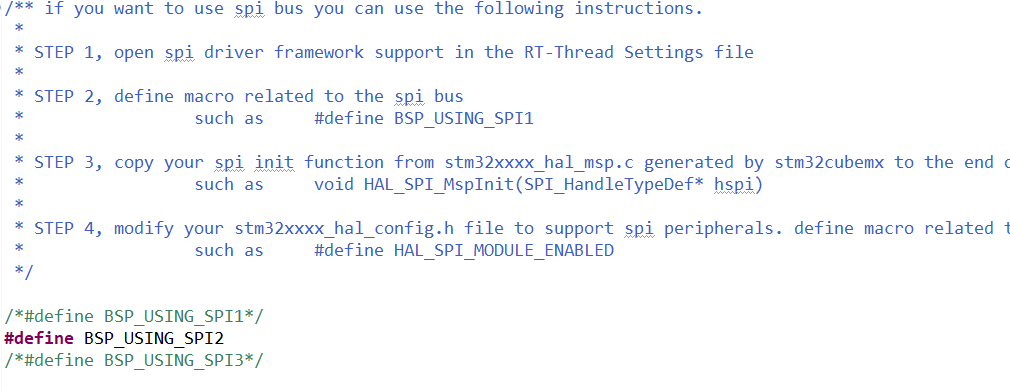 /** if you want to use spi bus you can use the following instructions.
*
* STEP 1, open spi driver framework support in the RT-Thread Settings file
*
* STEP 2, define macro related to the spi bus
* such as #define BSP_USING_SPI1
*
* STEP 3, copy your spi init function from stm32xxxx_hal_msp.c generated by stm32cubemx to the end
* such as void HAL_SPI_MspInit(SPI_HandleTypeDef* hspi)
*
* STEP 4, modify your stm32xxxx_hal_config.h file to support spi peripherals. define macro related
* such as #define HAL_SPI_MODULE_ENABLED
*/
/*#define BSP_USING_SPI1*/
#define BSP_USING_SPI2
/*#define BSP_USING_SPI3*/